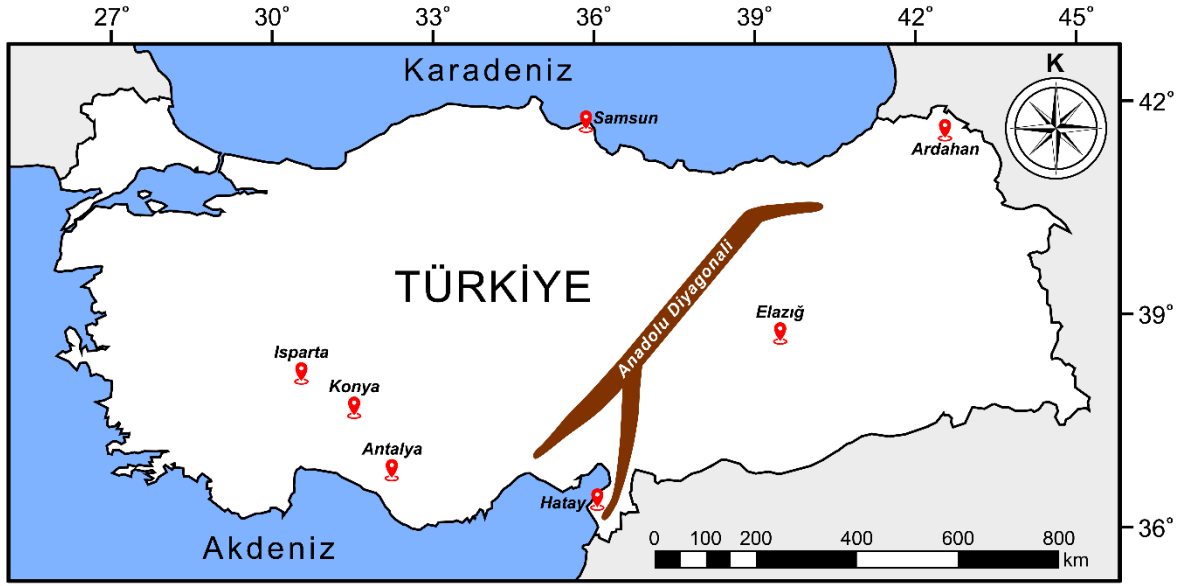 27°
30°
33°
36°
39°
42°
45°
Karadeniz
K
42°
Samsun
Ardahan
TÜRKİYE
Anadolu Diyagonali
Elazığ
39°
Isparta
Konya
Antalya
Hatay
36°
Akdeniz
0 100 200 400 600 800
km